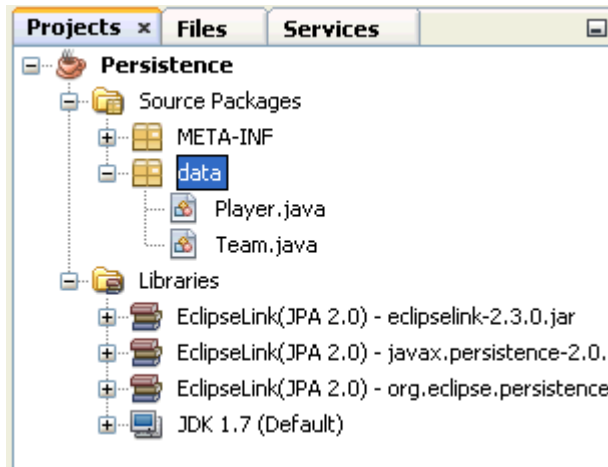 Projects × Files Services
Persistence
Source Packages
META-INF
data
Player.java
Team.java
Libraries
EclipseLink(JPA 2.0) - eclipselink-2.3.0.jar
EclipseLink(JPA 2.0) - javax.persistence-2.0.
EclipseLink(JPA 2.0) - org.eclipse.persistence
JDK 1.7 (Default)